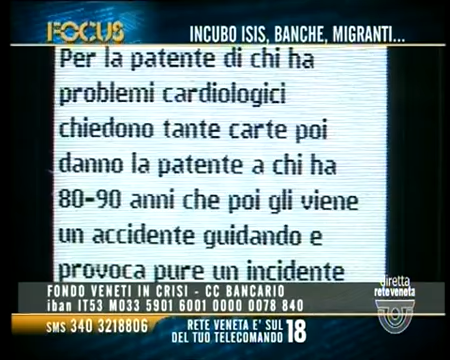 FOCUS
INCUBO ISIS, BANCHE, MIGRANTI...
Per la patente di chi ha
problemi cardiologici
chiedono tante carte poi
danno la patente a chi ha
80-90 anni che poi gli viene
un accidente guidando e
provoca pure un incidente
FONDO VENETI IN CRISI - CC BANCARIO
iban IT53 M033 5901 6001 0000 0078 840
diretta
reteveneta
SMS 340 3218806
RETE VENETA E' SUL
DEL TUO TELECOMANDO 18